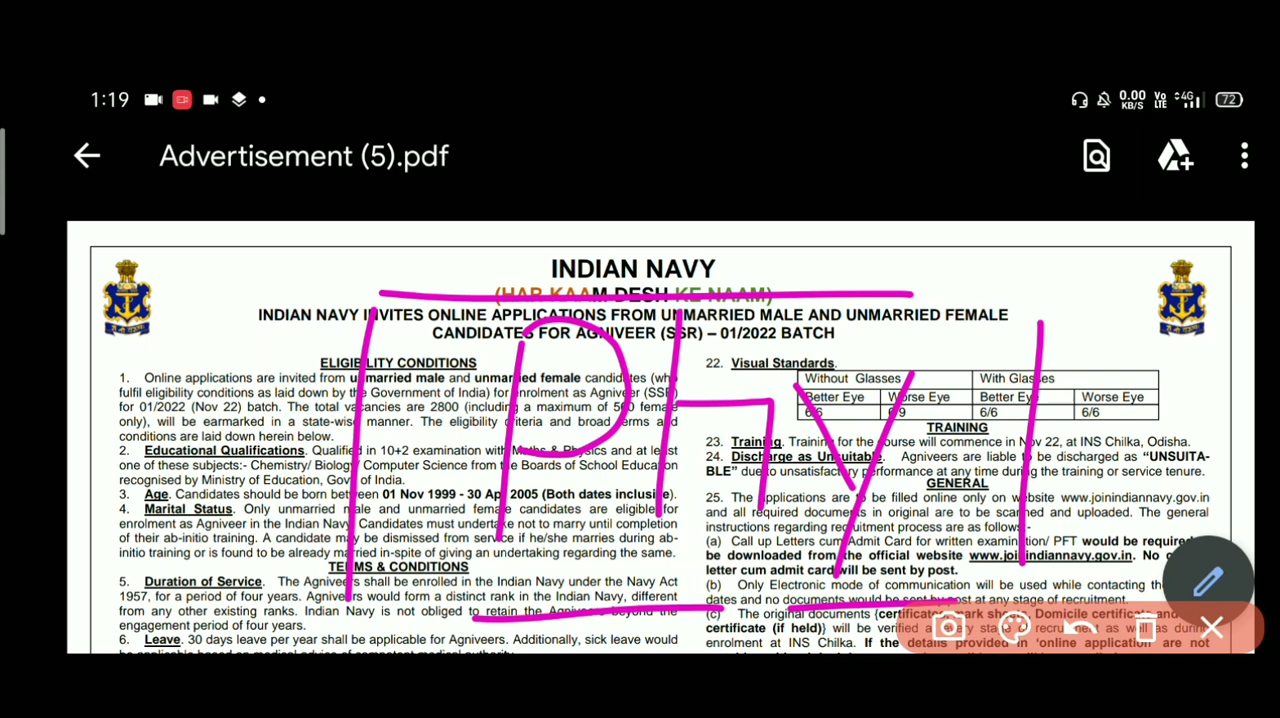 1:19
0.00 KB/S Vo LTE 4G 72
Advertisement (5).pdf
INDIAN NAVY
(HAR KAAM DESH KE NAAM)
INDIAN NAVY INVITES ONLINE APPLICATIONS FROM UNMARRIED MALE AND UNMARRIED FEMALE
CANDIDATES FOR AGNIVEER (SSR) – 01/2022 BATCH
ELIGIBILITY CONDITIONS
1. Online applications are invited from unmarried male and unmarried female candidates (who
fulfil eligibility conditions as laid down by the Government of India) for enrolment as Agniveer (SSR)
for 01/2022 (Nov 22) batch. The total vacancies are 2800 (including a maximum of 560 female
only), will be earmarked in a state-wise manner. The eligibility criteria and broad terms and
conditions are laid down herein below.
2. Educational Qualifications. Qualified in 10+2 examination with Maths & Physics and at least
one of these subjects:- Chemistry/ Biology/ Computer Science from the Boards of School Education
recognised by Ministry of Education, Govt of India.
3. Age. Candidates should be born between 01 Nov 1999 - 30 Apr 2005 (Both dates inclusive).
4. Marital Status. Only unmarried male and unmarried female candidates are eligible for
enrolment as Agniveer in the Indian Navy. Candidates must undertake not to marry until completion
of their ab-initio training. A candidate may be dismissed from service if he/she marries during ab-
initio training or is found to be already married in-spite of giving an undertaking regarding the same.
TERMS & CONDITIONS
5. Duration of Service. The Agniveers shall be enrolled in the Indian Navy under the Navy Act
1957, for a period of four years. Agniveers would form a distinct rank in the Indian Navy, different
from any other existing ranks. Indian Navy is not obliged to retain the Agniveers beyond the
engagement period of four years.
6. Leave. 30 days leave per year shall be applicable for Agniveers. Additionally, sick leave would
22. Visual Standards.
Without Glasses With Glasses
Better Eye Worse Eye Better Eye Worse Eye
6/6 6/9 6/6 6/6
TRAINING
23. Training. Training for the course will commence in Nov 22, at INS Chilka, Odisha.
24. Discharge as Unsuitable. Agniveers are liable to be discharged as "UNSUITA-
BLE" due to unsatisfactory performance at any time during the training or service tenure.
GENERAL
25. The applications are to be filled online only on website www.joinindiannavy.gov.in
and all required documents in original are to be scanned and uploaded. The general
instructions regarding recruitment process are as follows:-
(a) Call up Letters cum Admit Card for written examination/ PFT would be required
be downloaded from the official website www.joinindiannavy.gov.in. No
letter cum admit card will be sent by post.
(b) Only Electronic mode of communication will be used while contacting
dates and no documents would be sent by post at any stage of recruitment.
(c) The original documents (certificates, mark sheets, Domicile certificate and
certificate (if held)) will be verified at every stage of recruitment as well as during
enrolment at INS Chilka. If the details provided in 'online application' are not